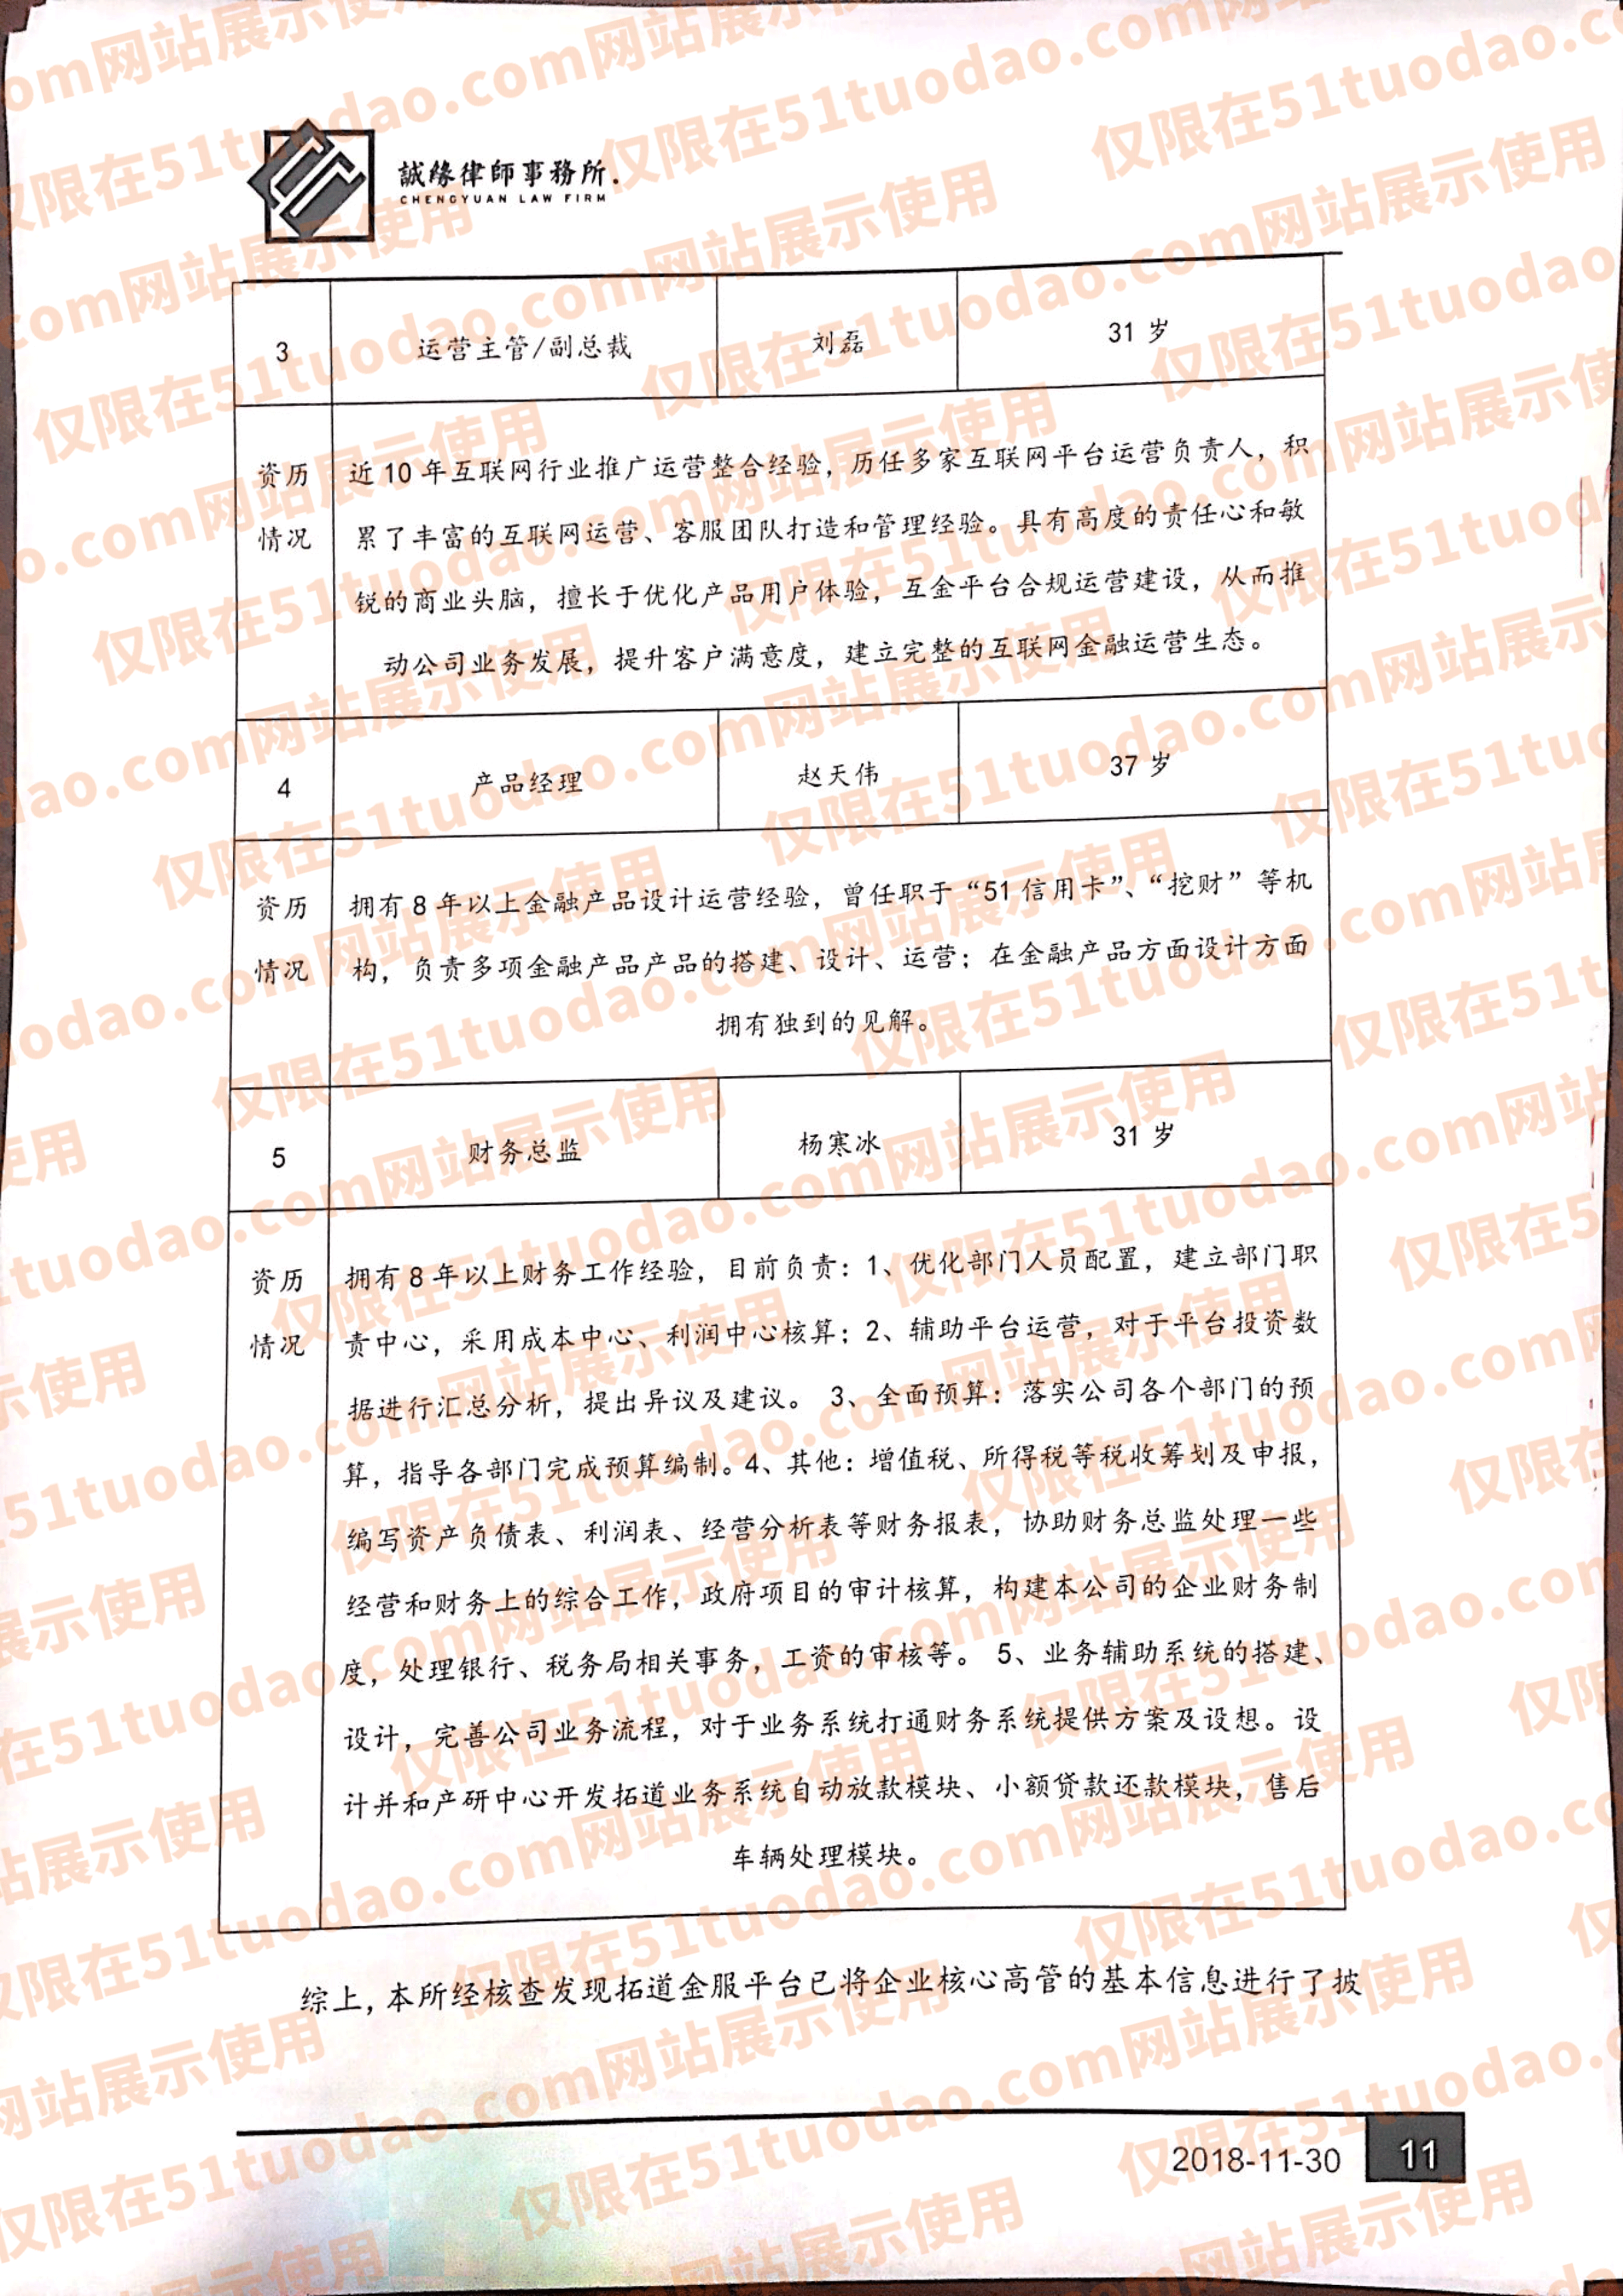 誠緣律師事務所.
CHENGYUAN LAW FIRM
3 运营主管/副总裁 刘磊 31 岁
资历 近 10 年互联网行业推广运营整合经验，历任多家互联网平台运营负责人，积
情况 累了丰富的互联网运营、客服团队打造和管理经验。具有高度的责任心和敏
锐的商业头脑，擅长于优化产品用户体验，互金平台合规运营建设，从而推
动公司业务发展，提升客户满意度，建立完整的互联网金融运营生态。
4 产品经理 赵天伟 37 岁
资历 拥有 8 年以上金融产品设计运营经验，曾任职于“51 信用卡”、“挖财”等机
情况 构，负责多项金融产品产品的搭建、设计、运营；在金融产品方面设计方面
拥有独到的见解。
5 财务总监 杨寒冰 31 岁
资历 拥有 8 年以上财务工作经验，目前负责：1、优化部门人员配置，建立部门职
情况 责中心，采用成本中心、利润中心核算；2、辅助平台运营，对于平台投资数
据进行汇总分析，提出异议及建议。 3、全面预算：落实公司各个部门的预
算，指导各部门完成预算编制。4、其他：增值税、所得税等税收筹划及申报，
编写资产负债表、利润表、经营分析表等财务报表，协助财务总监处理一些
经营和财务上的综合工作，政府项目的审计核算，构建本公司的企业财务制
度，处理银行、税务局相关事务，工资的审核等。 5、业务辅助系统的搭建、
设计，完善公司业务流程，对于业务系统打通财务系统提供方案及设想。设
计并和产研中心开发拓道业务系统自动放款模块、小额贷款还款模块，售后
车辆处理模块。
综上，本所经核查发现拓道金服平台已将企业核心高管的基本信息进行了披
2018-11-30 11
仅限在51tuodao.com网站展示使用